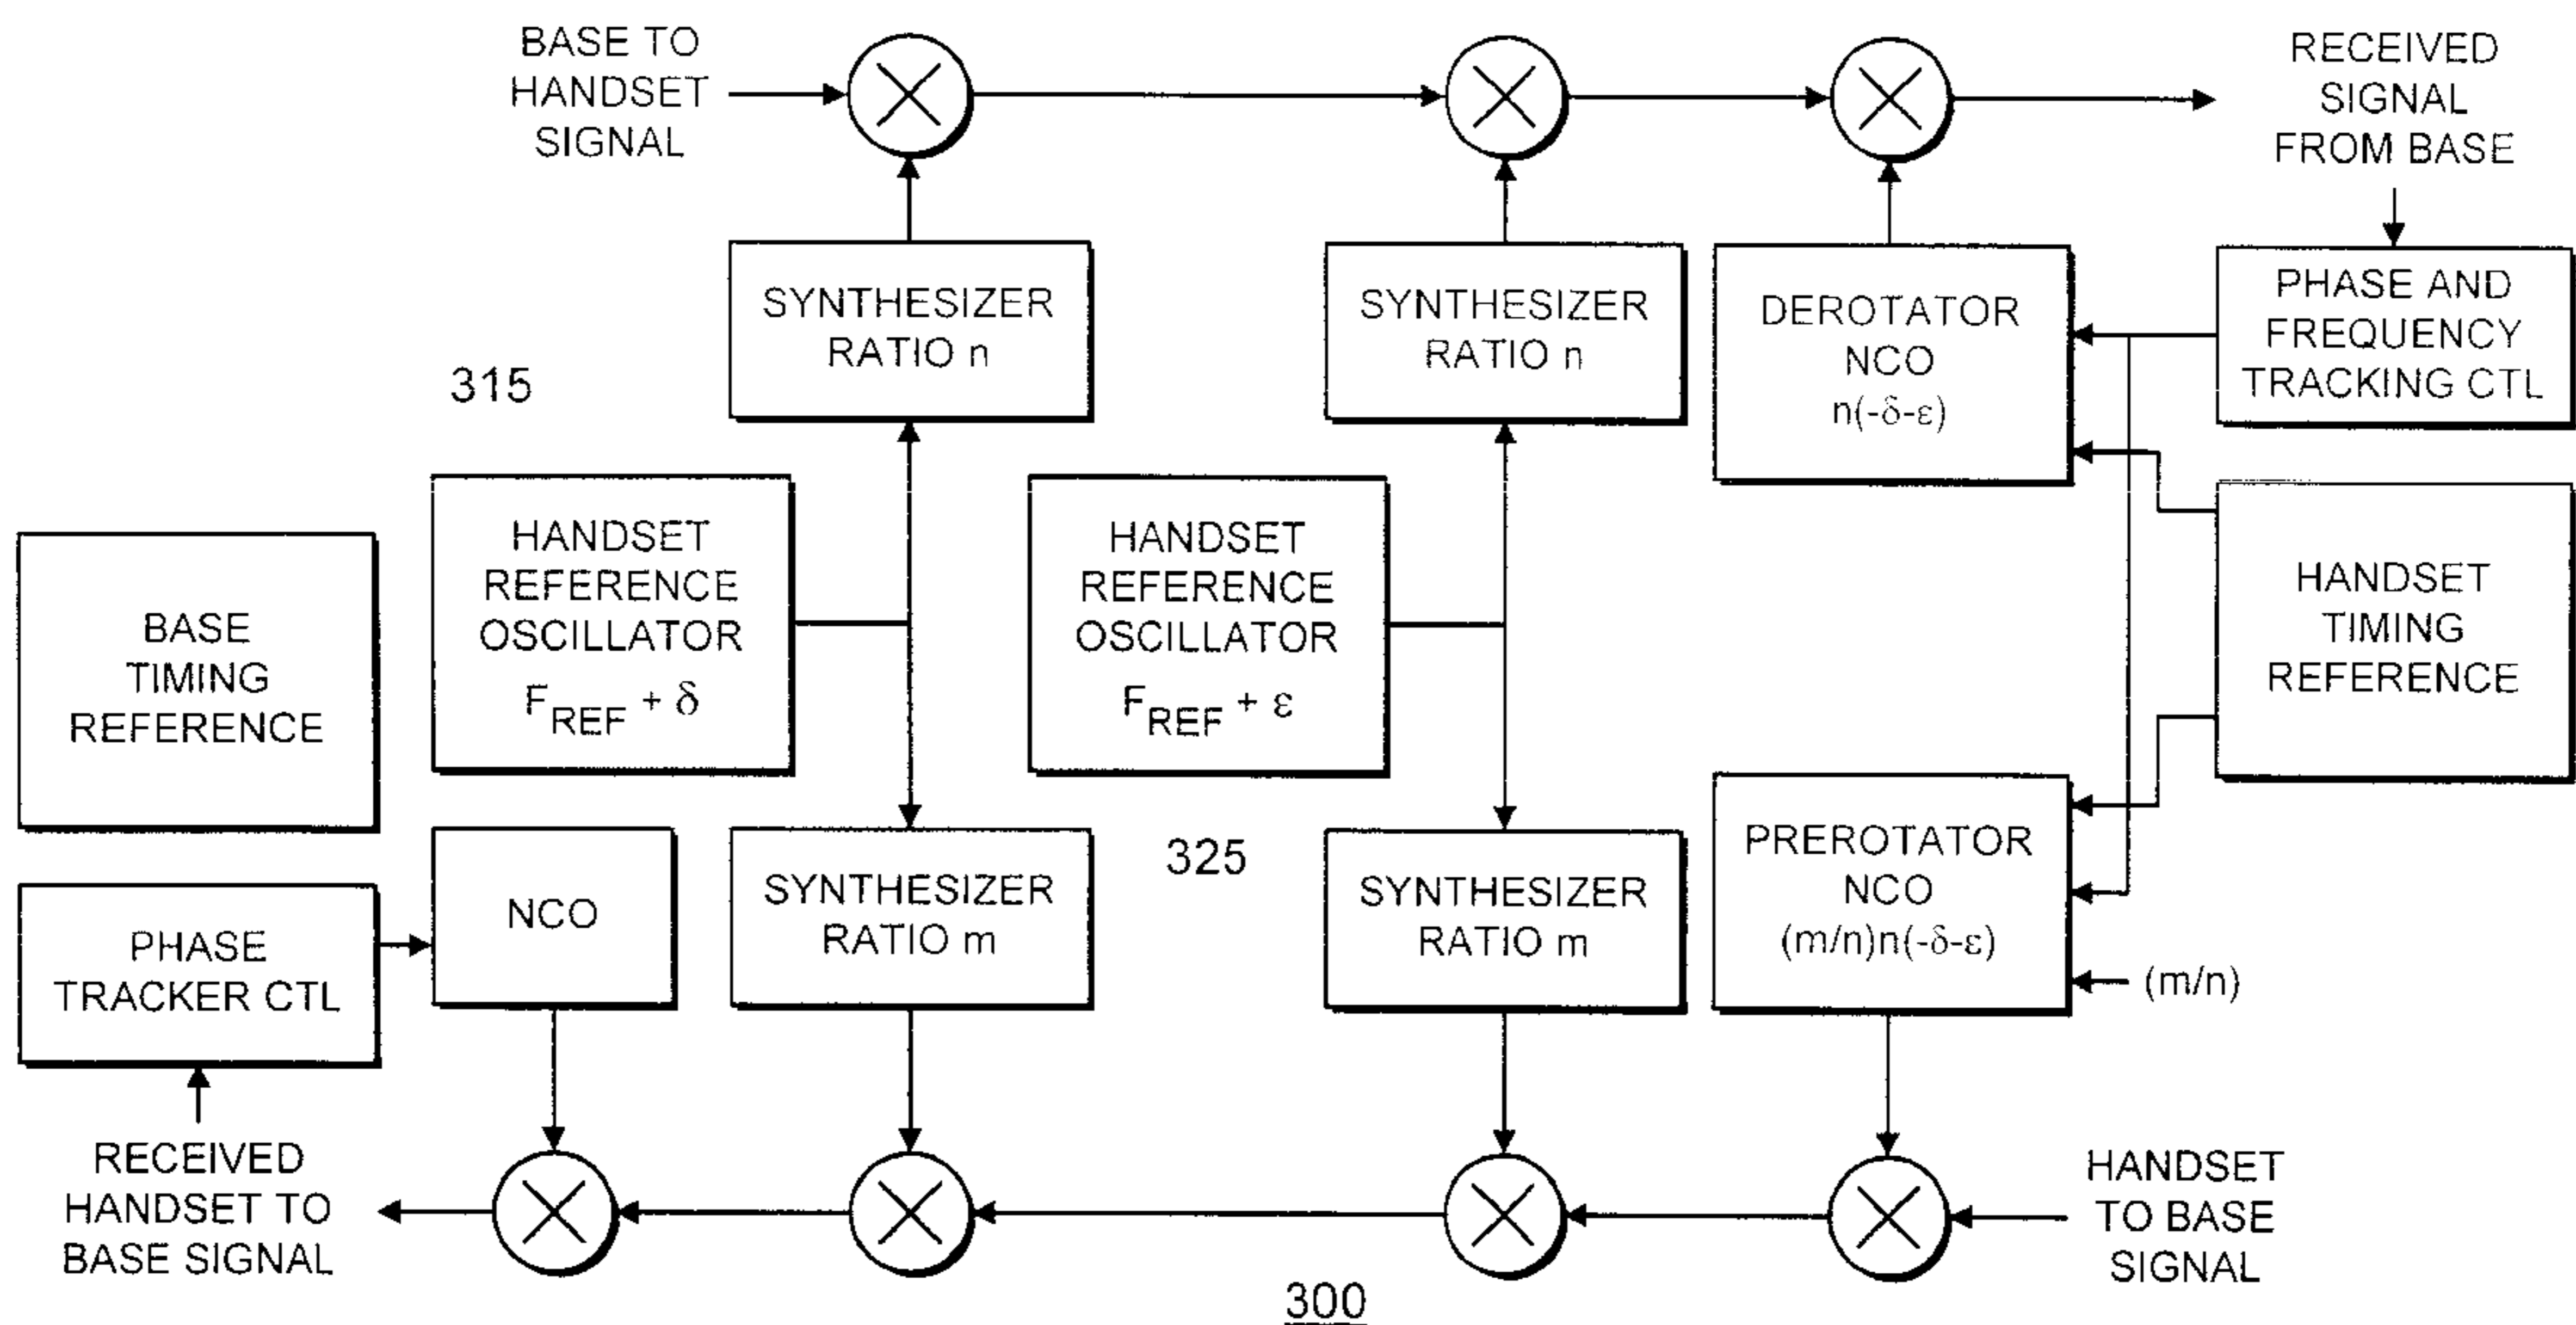 BASE TO
HANDSET
SIGNAL
RECEIVED
SIGNAL
FROM BASE
SYNTHESIZER
RATIO n
SYNTHESIZER
RATIO n
DEROTATOR
NCO
n(-δ-ε)
PHASE AND
FREQUENCY
TRACKING CTL
315
BASE
TIMING
REFERENCE
HANDSET
REFERENCE
OSCILLATOR
F_REF + δ
HANDSET
REFERENCE
OSCILLATOR
F_REF + ε
HANDSET
TIMING
REFERENCE
325
PHASE
TRACKER CTL
NCO
SYNTHESIZER
RATIO m
SYNTHESIZER
RATIO m
PREROTATOR
NCO
(m/n)n(-δ-ε)
(m/n)
RECEIVED
HANDSET TO
BASE SIGNAL
HANDSET
TO BASE
SIGNAL
300